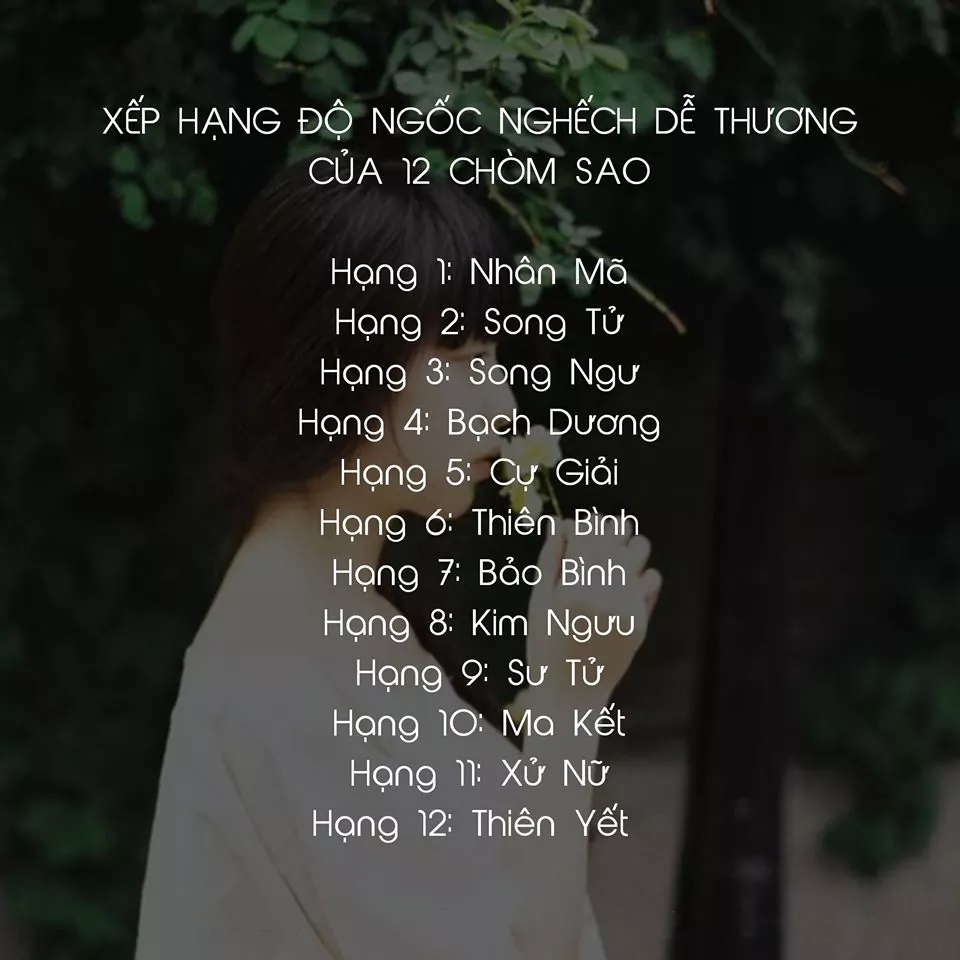 XẾP HẠNG ĐỘ NGỐC NGHẾCH DỄ THƯƠNG
CỦA 12 CHÒM SAO
Hạng 1: Nhân Mã
Hạng 2: Song Tử
Hạng 3: Song Ngư
Hạng 4: Bạch Dương
Hạng 5: Cự Giải
Hạng 6: Thiên Bình
Hạng 7: Bảo Bình
Hạng 8: Kim Ngưu
Hạng 9: Sư Tử
Hạng 10: Ma Kết
Hạng 11: Xử Nữ
Hạng 12: Thiên Yết